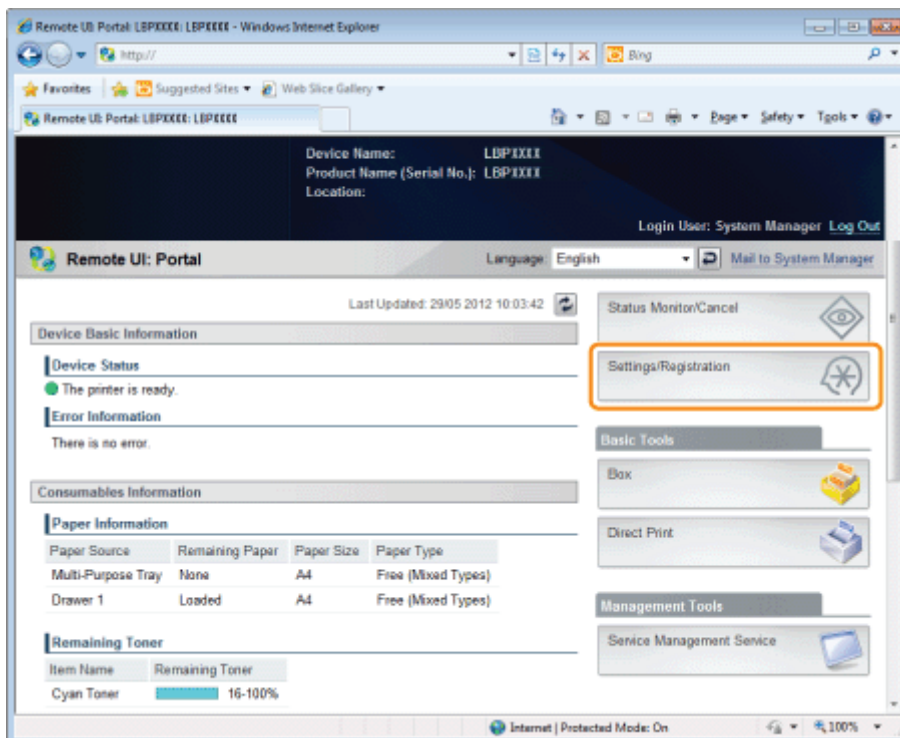 Remote UI: Portal: LBPXXXX: LBPXXXX - Windows Internet Explorer
http://
Bing
Favorites Suggested Sites Web Slice Gallery
Remote UI: Portal: LBPXXXX: LBPXXXX
Page Safety Tools
Device Name: LBPXXXX
Product Name (Serial No.): LBPXXXX
Location:
Login User: System Manager Log Out
Remote UI: Portal
Language: English
Mail to System Manager
Last Updated: 29/05 2012 10:03:42
Status Monitor/Cancel
Device Basic Information
Device Status
The printer is ready.
Settings/Registration
Error Information
There is no error.
Basic Tools
Box
Consumables Information
Paper Information
Direct Print
Paper Source Remaining Paper Paper Size Paper Type
Multi-Purpose Tray None A4 Free (Mixed Types)
Drawer 1 Loaded A4 Free (Mixed Types)
Management Tools
Remaining Toner
Service Management Service
Item Name Remaining Toner
Cyan Toner 16-100%
Internet | Protected Mode: On
100%